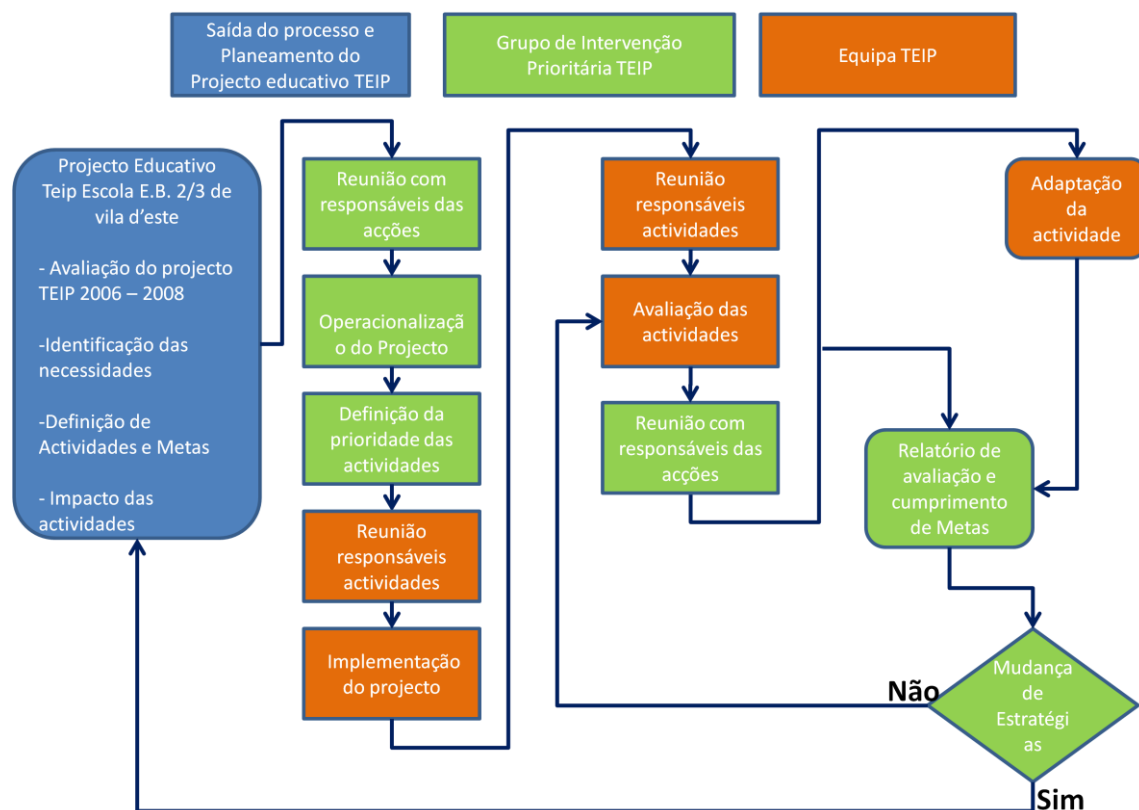 Saída do processo e
Planeamento do
Projecto educativo TEIP
Grupo de Intervenção
Prioritária TEIP
Equipa TEIP
Projecto Educativo
Teip Escola E.B. 2/3 de
vila d'este
- Avaliação do projecto
TEIP 2006 – 2008
-Identificação das
necessidades
-Definição de
Actividades e Metas
- Impacto das
actividades
Reunião com
responsáveis das
acções
Operacionalizaçã
o do Projecto
Definição da
prioridade das
actividades
Reunião
responsáveis
actividades
Implementação
do projecto
Reunião
responsáveis
actividades
Avaliação das
actividades
Reunião com
responsáveis das
acções
Adaptação
da
actividade
Relatório de
avaliação e
cumprimento
de Metas
Mudança
de
Estratégi
as
Não
Sim